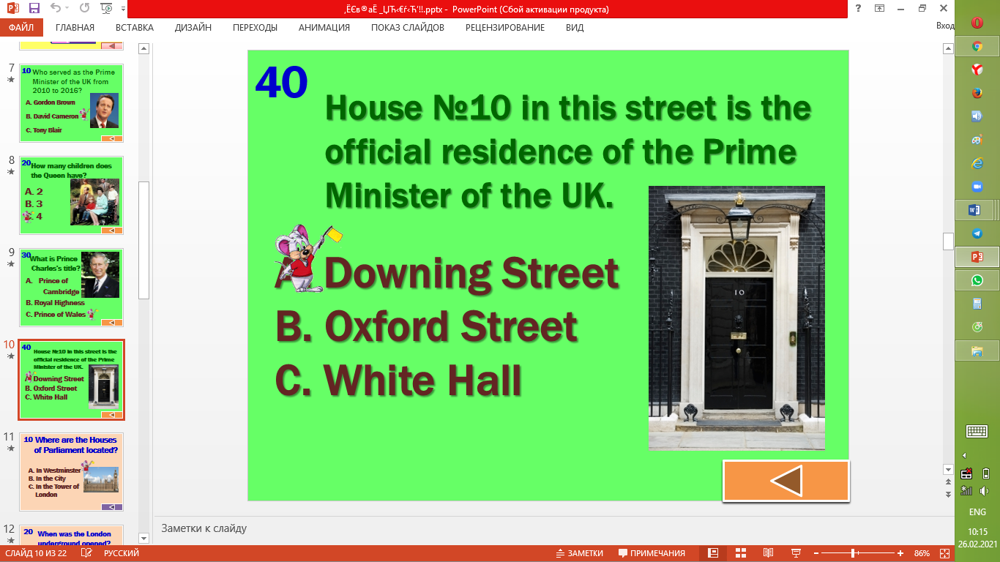 ‚ЁЄв®аЁ_ЏЂ‹€ѓ‹Ћ'!!.pptx - PowerPoint (Сбой активации продукта)
ФАЙЛ ГЛАВНАЯ ВСТАВКА ДИЗАЙН ПЕРЕХОДЫ АНИМАЦИЯ ПОКАЗ СЛАЙДОВ РЕЦЕНЗИРОВАНИЕ ВИД Вход
7
10 Who served as the Prime
Minister of the UK from
2010 to 2016?
A. Gordon Brown
B. David Cameron
C. Tony Blair
8
20 How many children does
the Queen have?
A. 2
B. 3
. 4
9
30 What is Prince
Charles's title?
A. Prince of
Cambridge
B. Royal Highness
C. Prince of Wales
10
40
House №10 in this street is the
official residence of the Prime
Minister of the UK.
Downing Street
B. Oxford Street
C. White Hall
11
10 Where are the Houses
of Parliament located?
A. In Westminster
B. In the City
C. In the Tower of
London
12
20 When was the London
underground opened?
40
House №10 in this street is the
official residence of the Prime
Minister of the UK.
A Downing Street
B. Oxford Street
C. White Hall
10
Заметки к слайду
СЛАЙД 10 ИЗ 22 РУССКИЙ ЗАМЕТКИ ПРИМЕЧАНИЯ 86%
ENG
10:15
26.02.2021